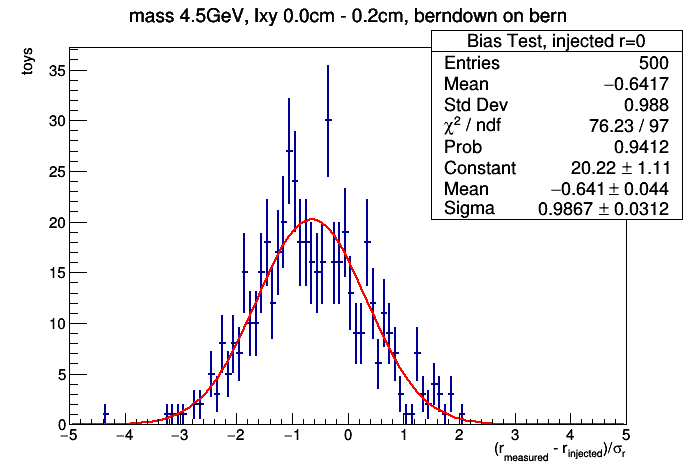 mass 4.5GeV, lxy 0.0cm - 0.2cm, berndown on bern
Bias Test, injected r=0
Entries 500
Mean −0.6417
Std Dev 0.988
χ² / ndf 76.23 / 97
Prob 0.9412
Constant 20.22 ± 1.11
Mean −0.641 ± 0.044
Sigma 0.9867 ± 0.0312
toys
35
30
25
20
15
10
5
0
−5 −4 −3 −2 −1 0 1 2 3 4 5
(r_measured - r_injected)/σ_r